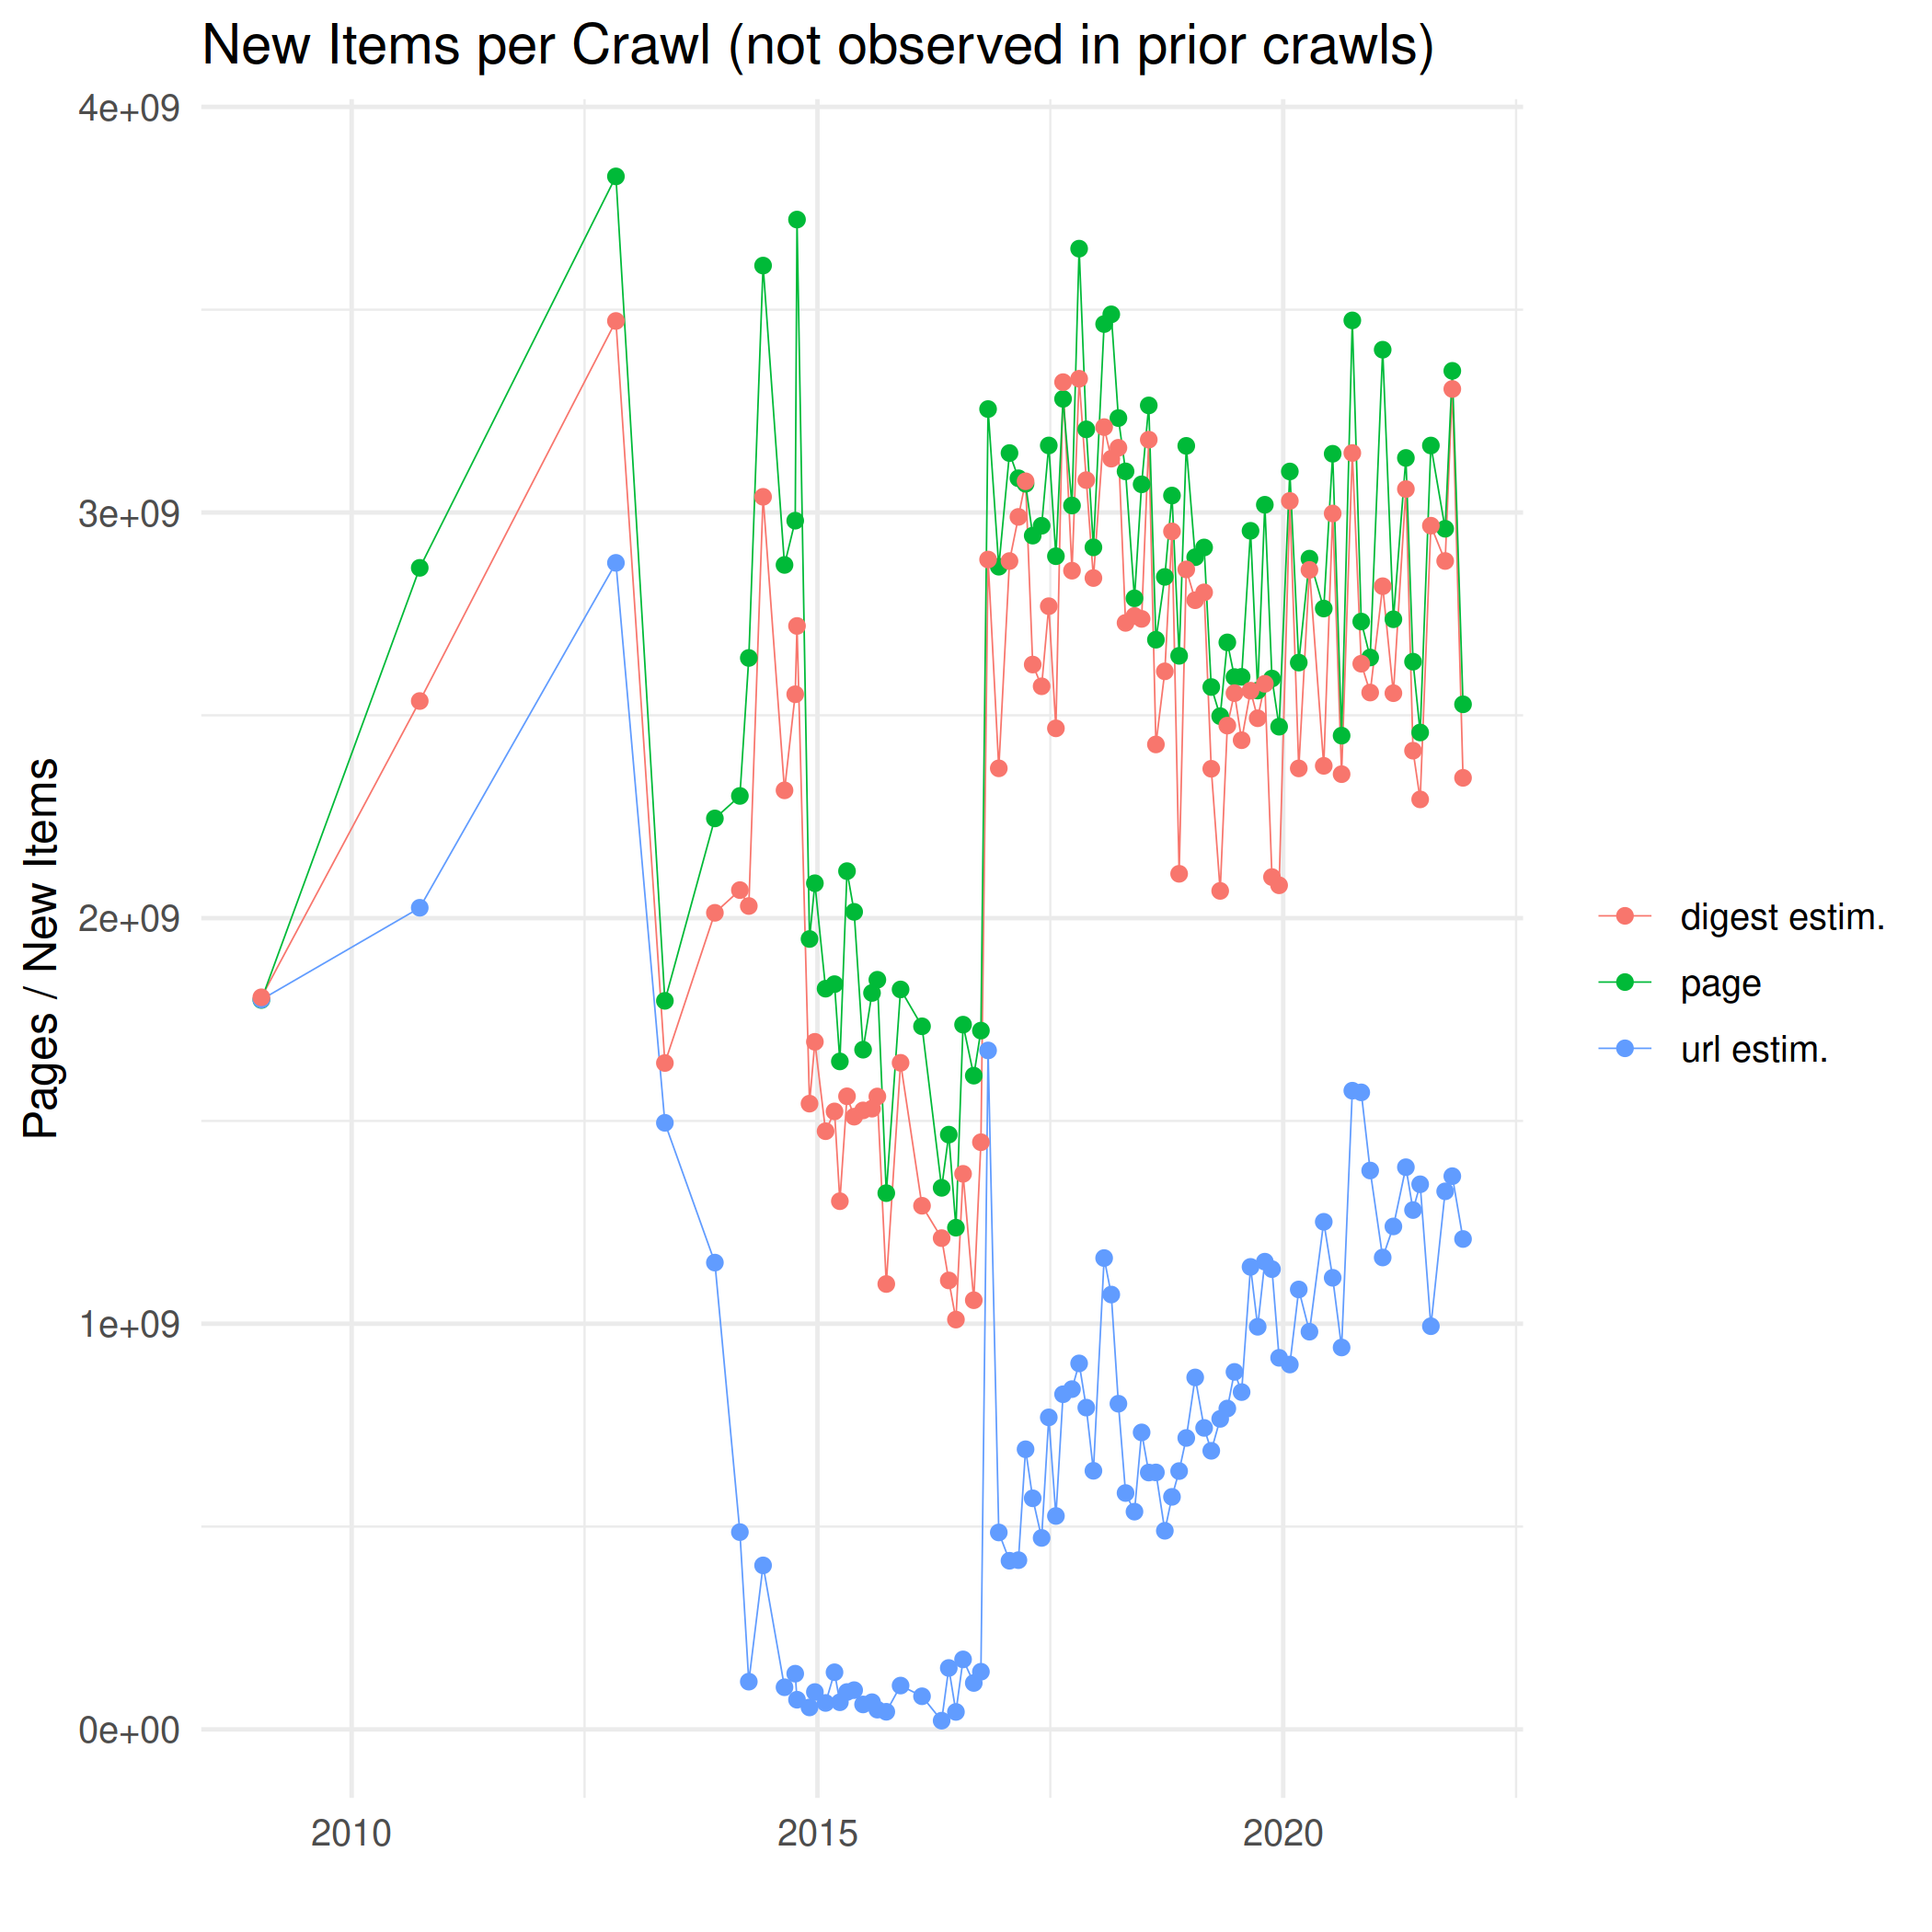 New Items per Crawl (not observed in prior crawls)
Pages / New Items
4e+09
3e+09
2e+09
1e+09
0e+00
2010
2015
2020
digest estim.
page
url estim.